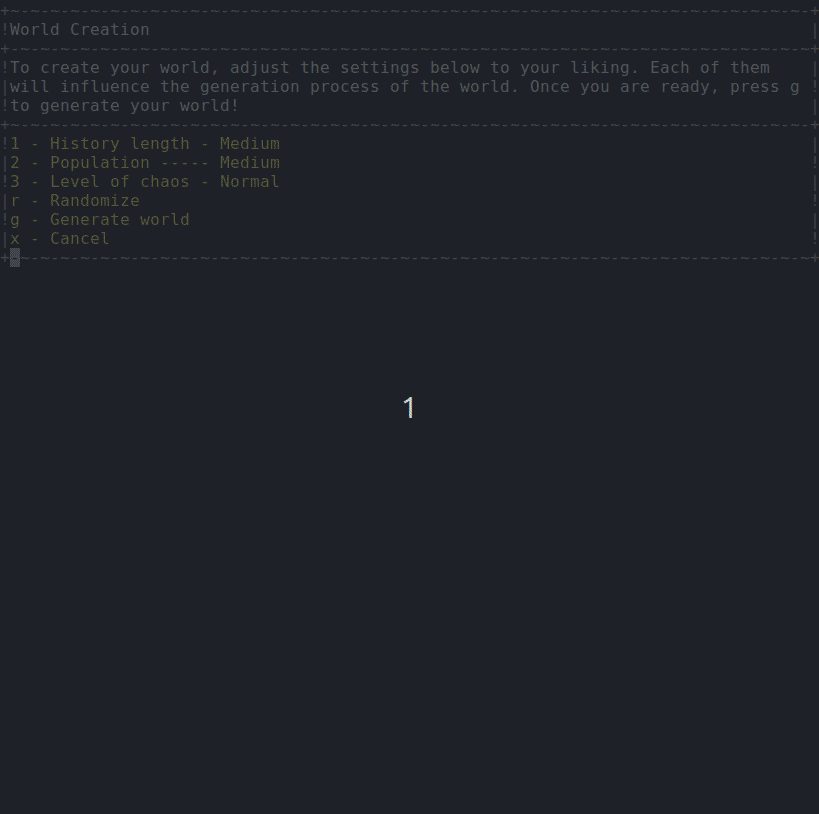 World Creation
To create your world, adjust the settings below to your liking. Each of them
will influence the generation process of the world. Once you are ready, press g
to generate your world!
1 - History length - Medium
2 - Population ----- Medium
3 - Level of chaos - Normal
r - Randomize
g - Generate world
x - Cancel
1